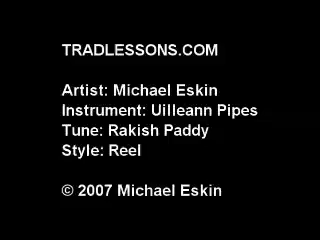 TRADLESSONS.COM
Artist: Michael Eskin
Instrument: Uilleann Pipes
Tune: Rakish Paddy
Style: Reel
© 2007 Michael Eskin